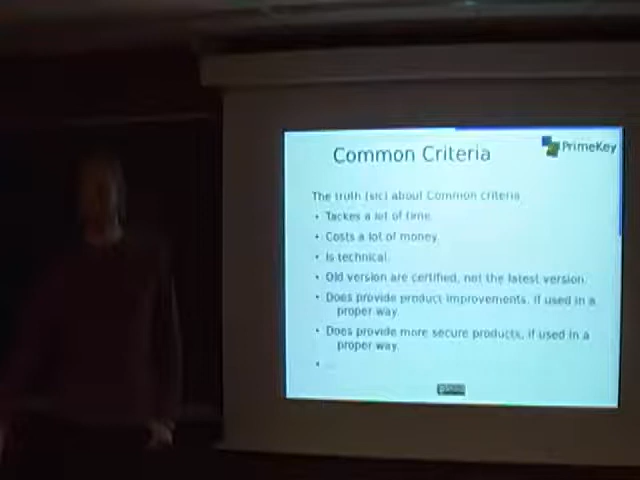 Common Criteria
PrimeKey
The truth (sic) about Common criteria
• Tackes a lot of time.
• Costs a lot of money.
• Is technical.
• Old version are certified, not the latest version.
• Does provide product improvements, if used in a
proper way.
• Does provide more secure products, if used in a
proper way.
• ...